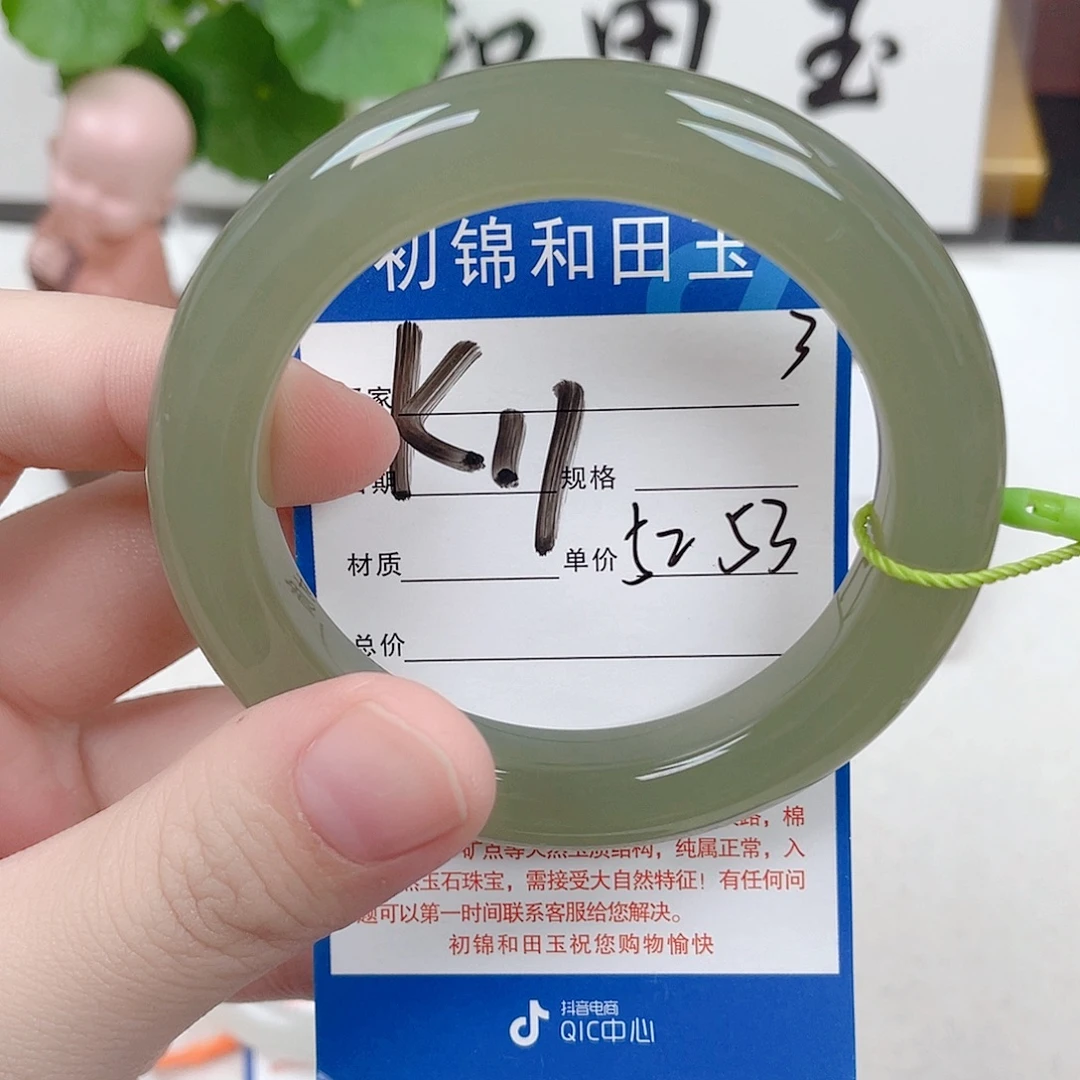 和田玉
初锦和田玉
3
家
K11
日期 规格
材质 单价 52 53
总价
棉
矿点等天然玉质结构，纯属正常，入
然玉石珠宝，需接受大自然特征！有任何问
题可以第一时间联系客服给您解决。
初锦和田玉祝您购物愉快
抖音电商
QIC中心